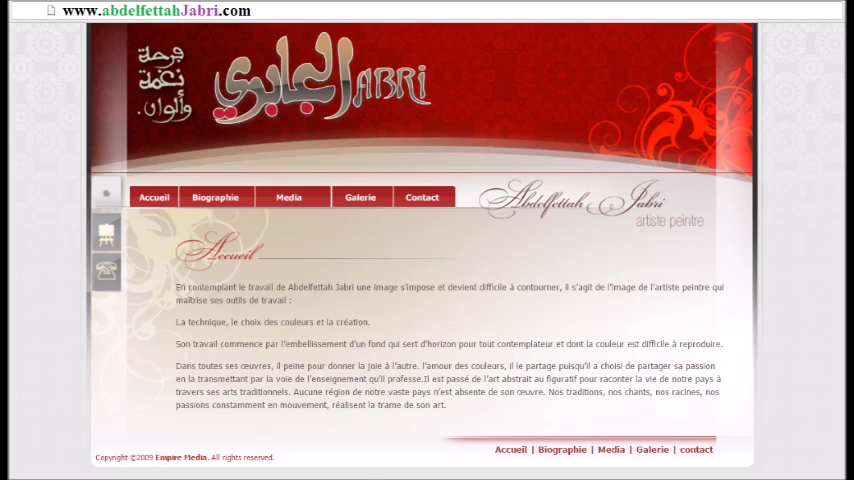 www.abdelfettahJabri.com
فرحة
نغمة
وألوان.
الجابري JABRI
Accueil Biographie Media Galerie Contact
Abdelfettah Jabri
artiste peintre
Accueil
En contemplant le travail de Abdelfettah Jabri une image s'impose et devient difficile à contourner, il s'agit de l'image de l'artiste peintre qui
maîtrise ses outils de travail :
La technique, le choix des couleurs et la création.
Son travail commence par l'embellissement d'un fond qui sert d'horizon pour tout contemplateur et dont la couleur est difficile à reproduire.
Dans toutes ses œuvres, il peine pour donner la joie à l'autre. l'amour des couleurs, il le partage puisqu'il a choisi de partager sa passion
en la transmettant par la voie de l'enseignement qu'il professe.Il est passé de l'art abstrait au figuratif pour raconter la vie de notre pays à
travers ses arts traditionnels. Aucune région de notre vaste pays n'est absente de son œuvre. Nos traditions, nos chants, nos racines, nos
passions constamment en mouvement, réalisent la trame de son art.
Accueil | Biographie | Media | Galerie | contact
Copyright ©2009 Empire Media. All rights reserved.